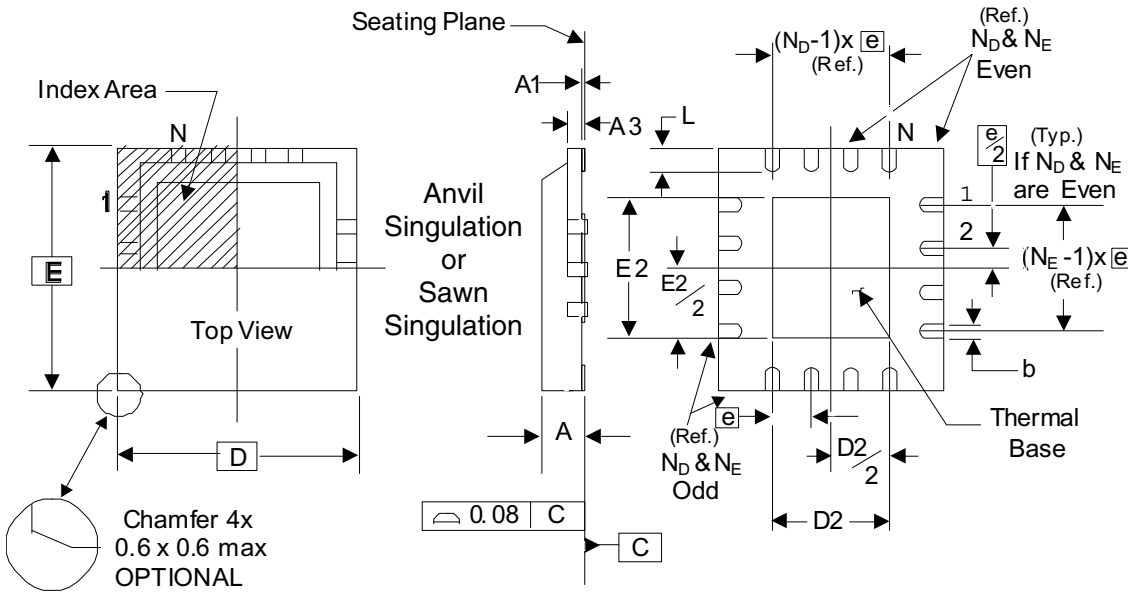 Seating Plane
Index Area
N
1
E
Top View
D
Chamfer 4x
0.6 x 0.6 max
OPTIONAL
Anvil
Singulation
or
Sawn
Singulation
A1
A3
A
0.08 C
C
L
(N_D-1)x e
(Ref.)
(Ref.)
N_D & N_E
Even
N
e/2
(Typ.)
If N_D & N_E
are Even
1
2
(N_E-1)x e
(Ref.)
E2
E2/2
b
Thermal
Base
e
(Ref.)
N_D & N_E
Odd
D2/2
D2